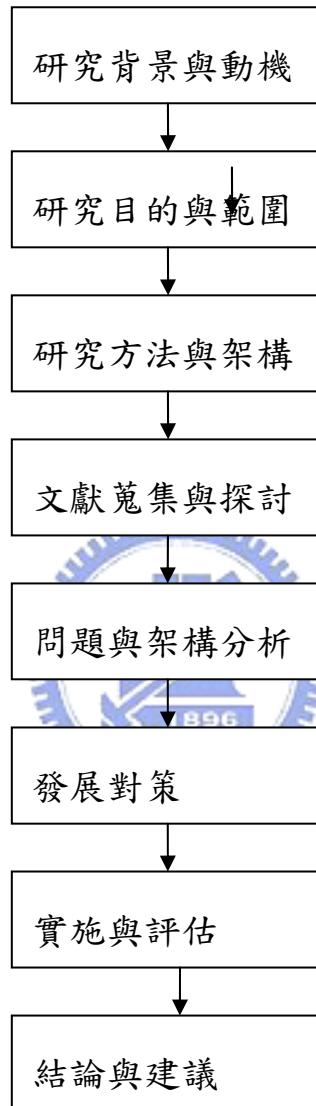 研究背景與動機
研究目的與範圍
研究方法與架構
文獻蒐集與探討
問題與架構分析
1896
發展對策
實施與評估
結論與建議